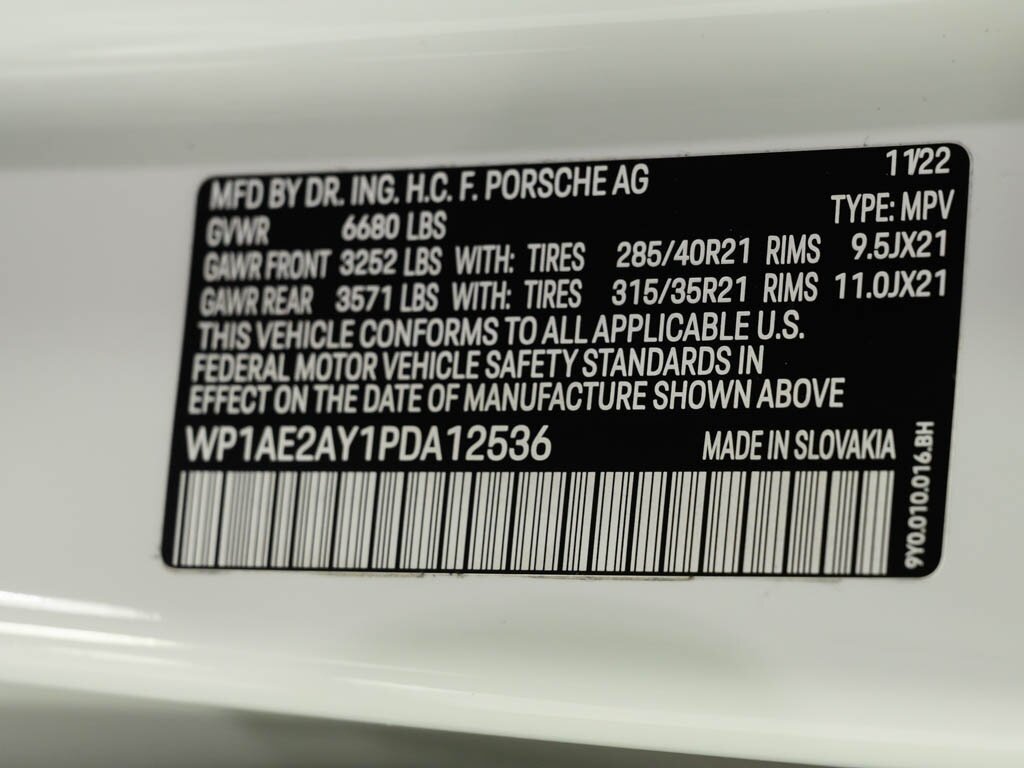 MFD BY DR. ING. H.C. F. PORSCHE AG 11/22
GVWR 6680 LBS TYPE: MPV
GAWR FRONT 3252 LBS WITH: TIRES 285/40R21 RIMS 9.5JX21
GAWR REAR 3571 LBS WITH: TIRES 315/35R21 RIMS 11.0JX21
THIS VEHICLE CONFORMS TO ALL APPLICABLE U.S.
FEDERAL MOTOR VEHICLE SAFETY STANDARDS IN
EFFECT ON THE DATE OF MANUFACTURE SHOWN ABOVE
WP1AE2AY1PDA12536 MADE IN SLOVAKIA
9Y0.010.016.BH